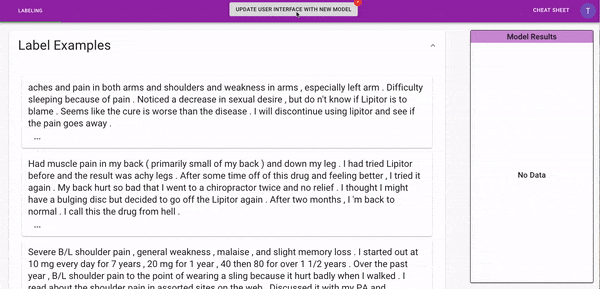 LABELING
UPDATE USER INTERFACE WITH NEW MODEL
CHEAT SHEET
T
Label Examples
aches and pain in both arms and shoulders and weakness in arms , especially left arm . Difficulty
sleeping because of pain . Noticed a decrease in sexual desire , but do n't know if Lipitor is to
blame . Seems like the cure is worse than the disease . I will discontinue using lipitor and see if
the pain goes away .
...
Had muscle pain in my back ( primarily small of my back ) and down my leg . I had tried Lipitor
before and the result was achy legs . After some time off of this drug and feeling better , I tried it
again . My back hurt so bad that I went to a chiropractor twice and no relief . I thought I might
have a bulging disc but decided to go off the Lipitor again . After two months , I 'm back to
normal . I call this the drug from hell .
...
Severe B/L shoulder pain , general weakness , malaise , and slight memory loss . I started out at
10 mg every day for 7 years , 20 mg for 1 year , 40 then 80 for over 1 1/2 years . Over the past
year , B/L shoulder pain to the point of wearing a sling because it hurt badly when I walked . I
read about the shoulder pain in assorted sites on the web . Discussed it with my PA and
Model Results
No Data